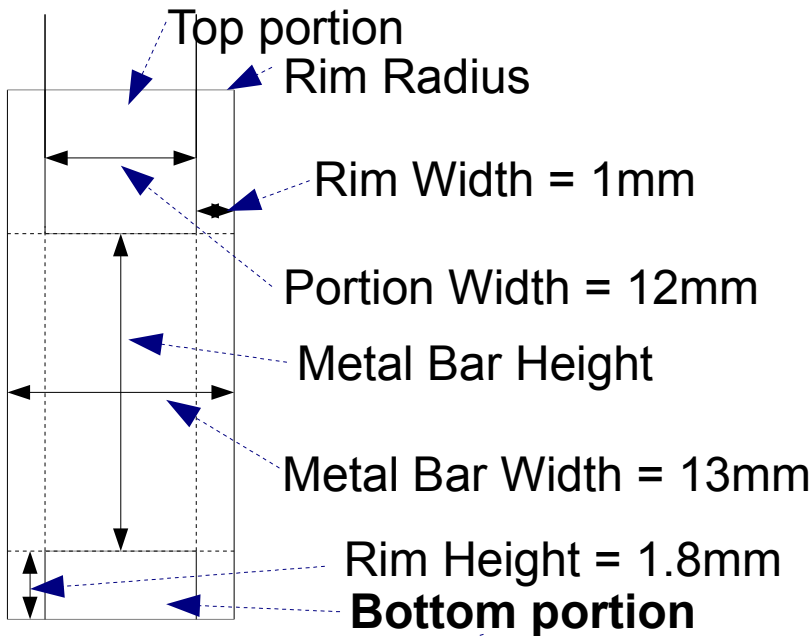 Top portion
Rim Radius
Rim Width = 1mm
Portion Width = 12mm
Metal Bar Height
Metal Bar Width = 13mm
Rim Height = 1.8mm
Bottom portion